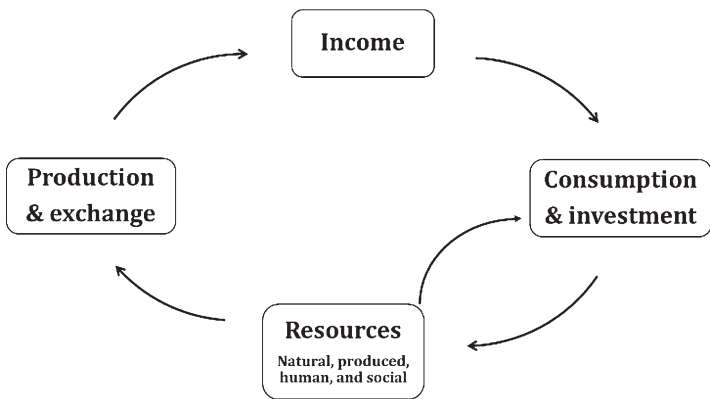 Income
Production
& exchange
Consumption
& investment
Resources
Natural, produced,
human, and social